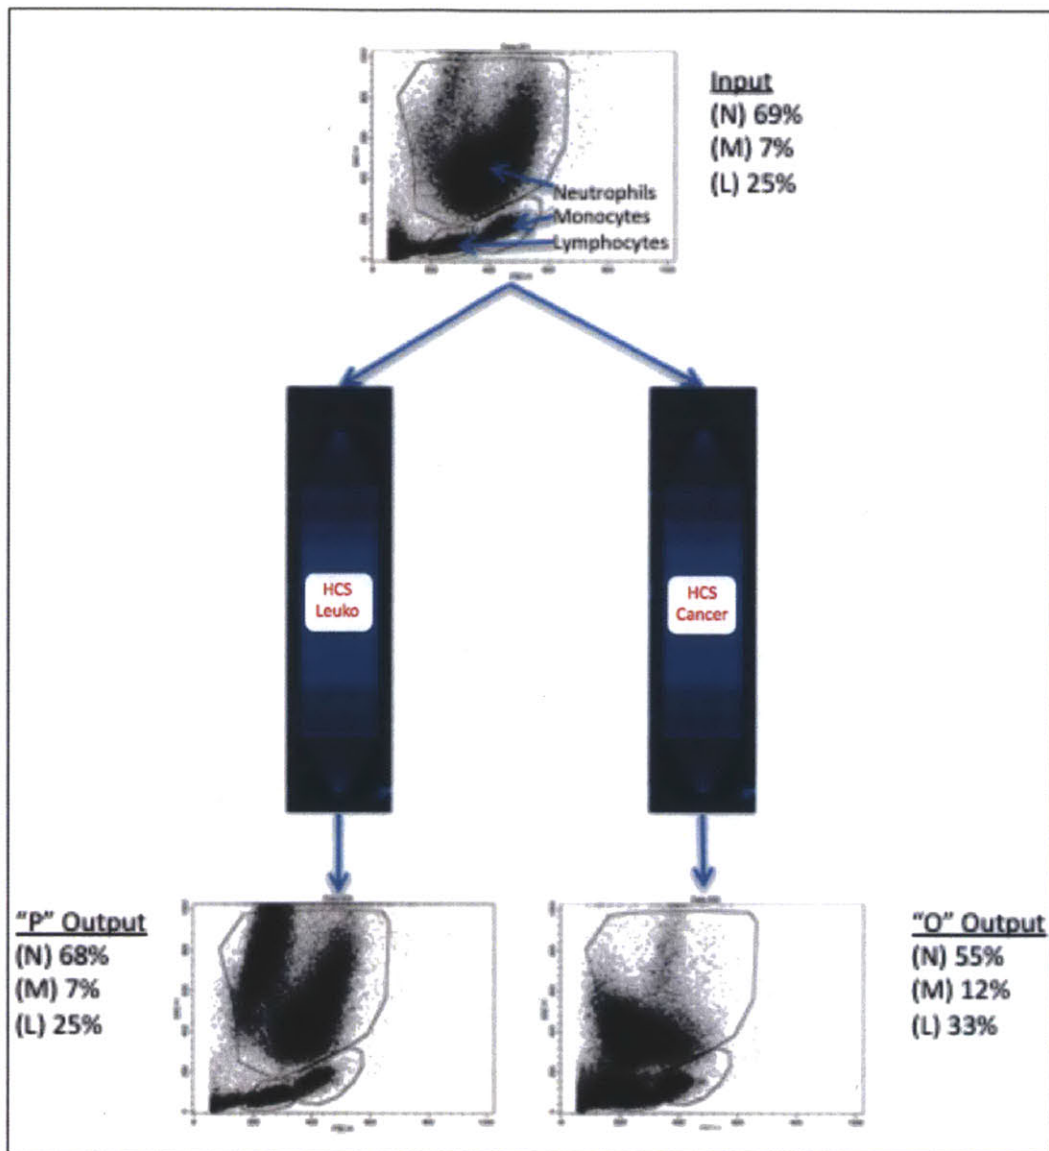 Input
(N) 69%
(M) 7%
(L) 25%
Neutrophils
Monocytes
Lymphocytes
HCS
Leuko
HCS
Cancer
"P" Output
(N) 68%
(M) 7%
(L) 25%
"O" Output
(N) 55%
(M) 12%
(L) 33%